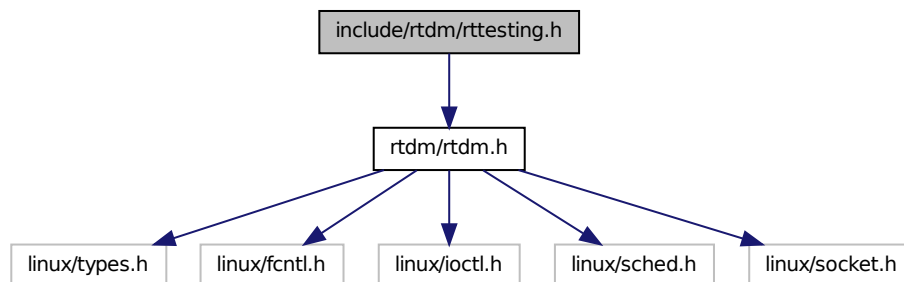 include/rtdm/rttesting.h
rtdm/rtdm.h
linux/types.h
linux/fcntl.h
linux/ioctl.h
linux/sched.h
linux/socket.h